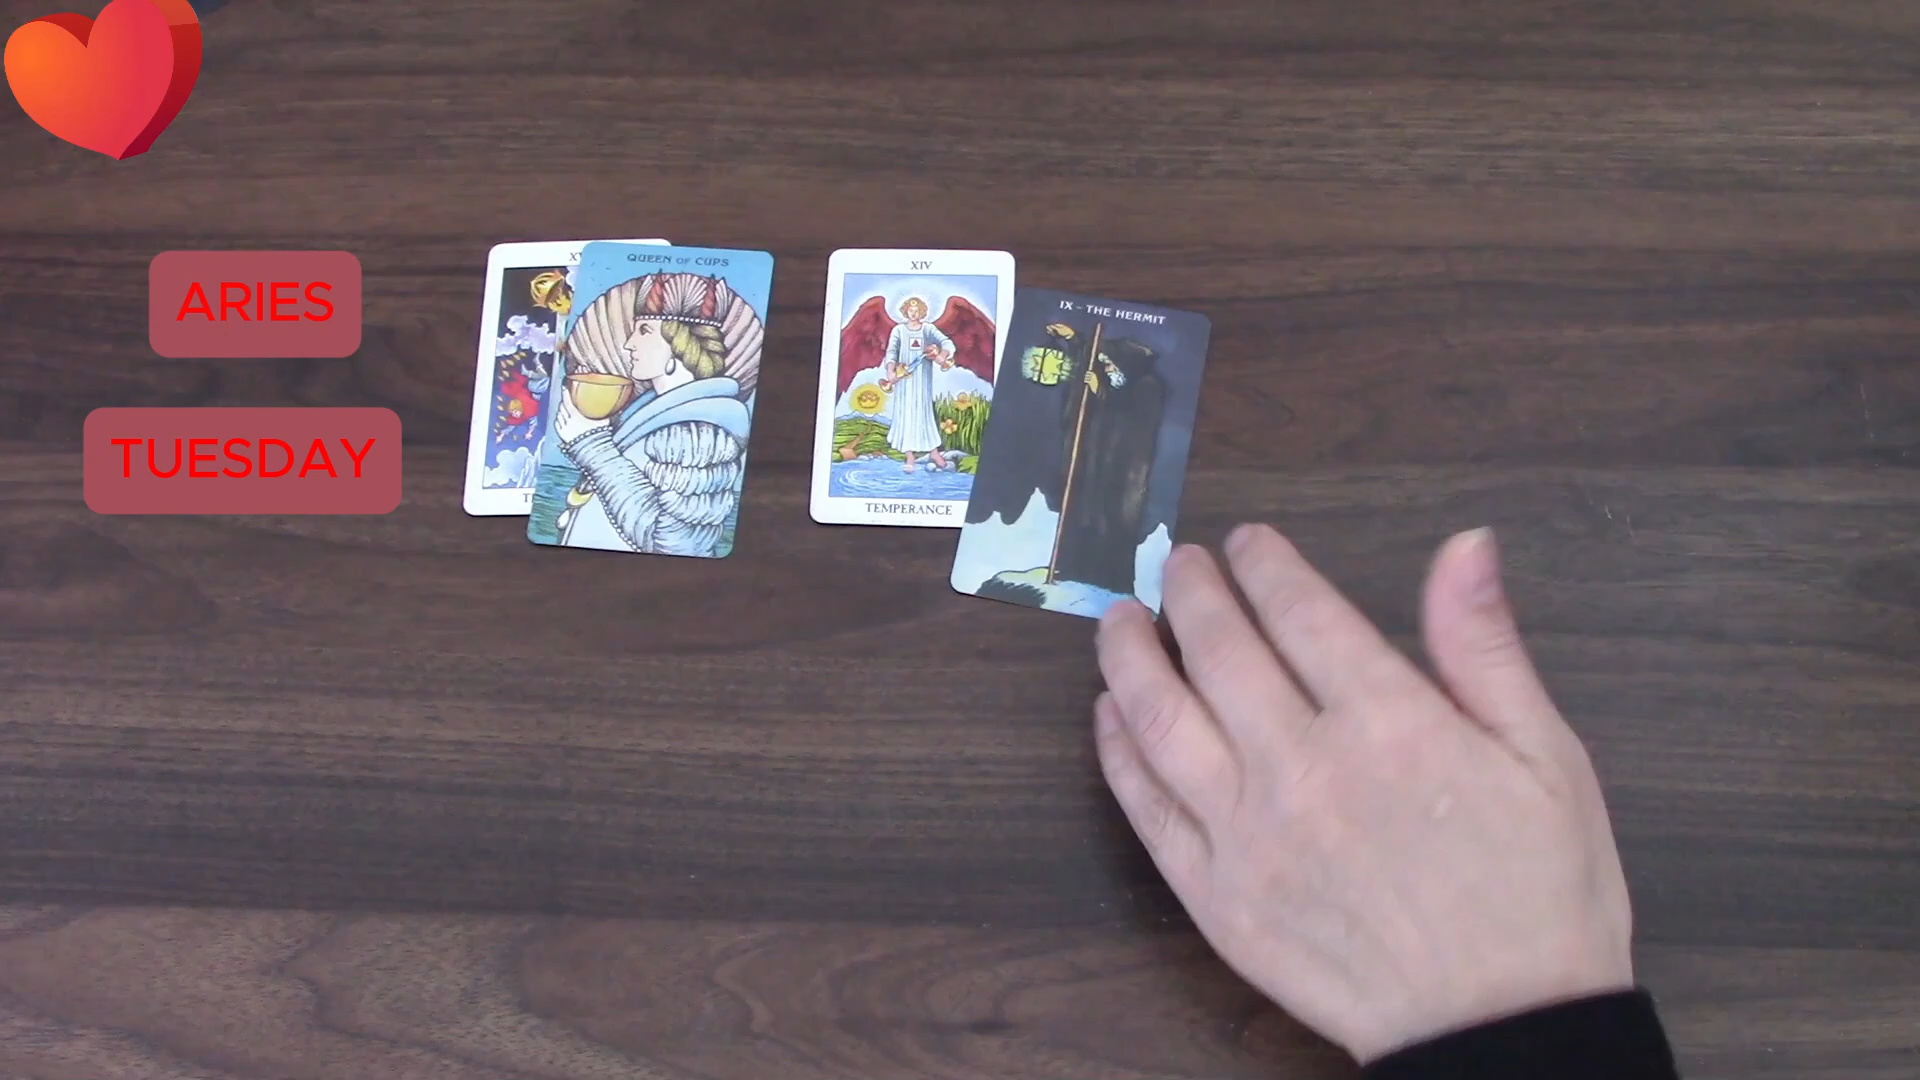 ARIES
TUESDAY
QUEEN OF CUPS
XIV
TEMPERANCE
IX - THE HERMIT